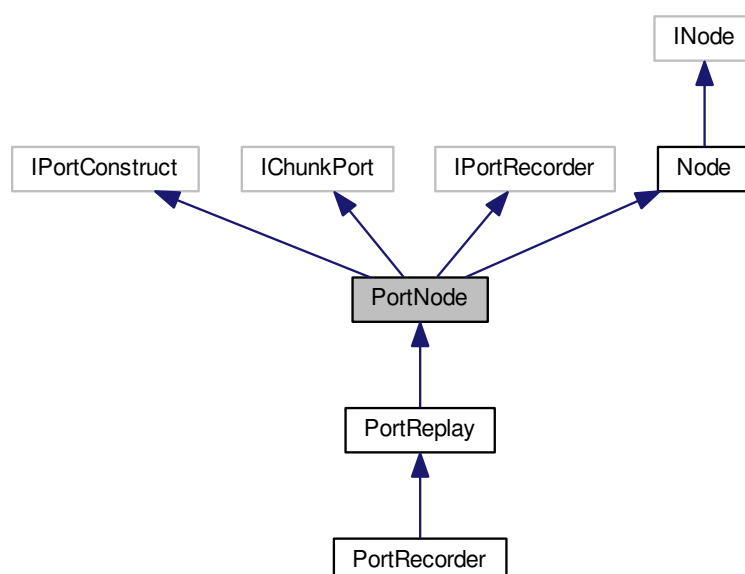 INode
IPortConstruct
IChunkPort
IPortRecorder
Node
PortNode
PortReplay
PortRecorder